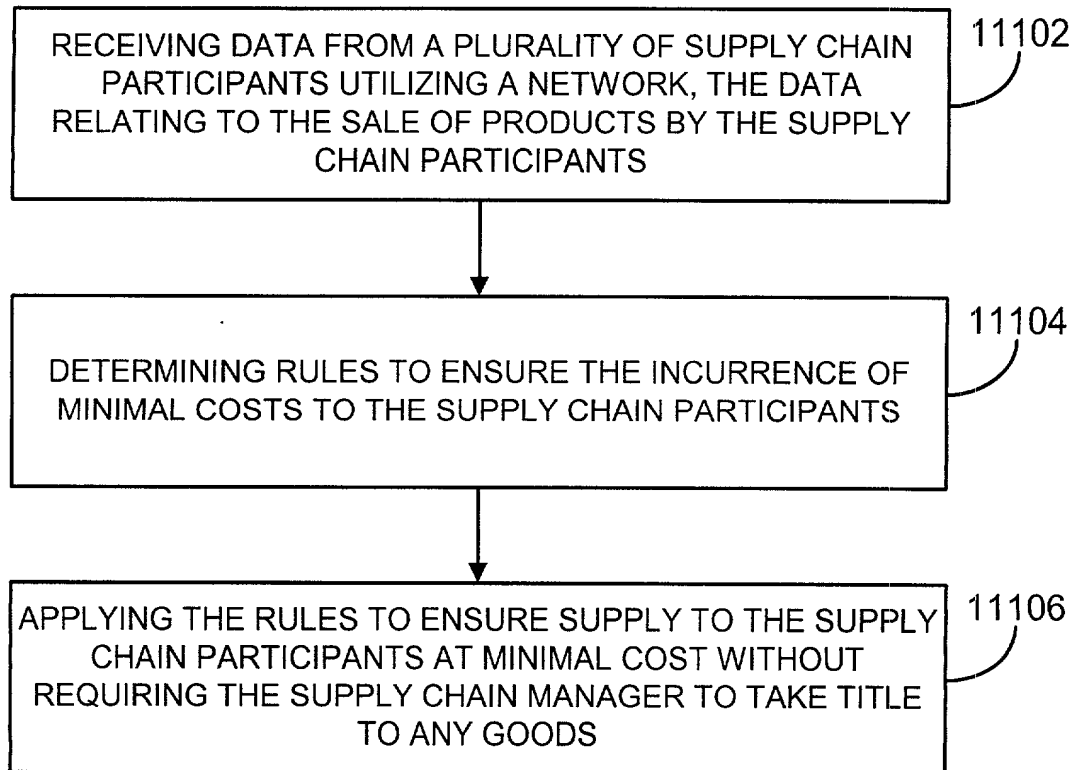 RECEIVING DATA FROM A PLURALITY OF SUPPLY CHAIN
PARTICIPANTS UTILIZING A NETWORK, THE DATA
RELATING TO THE SALE OF PRODUCTS BY THE SUPPLY
CHAIN PARTICIPANTS
11102
DETERMINING RULES TO ENSURE THE INCURRENCE OF
MINIMAL COSTS TO THE SUPPLY CHAIN PARTICIPANTS
11104
APPLYING THE RULES TO ENSURE SUPPLY TO THE SUPPLY
CHAIN PARTICIPANTS AT MINIMAL COST WITHOUT
REQUIRING THE SUPPLY CHAIN MANAGER TO TAKE TITLE
TO ANY GOODS
11106